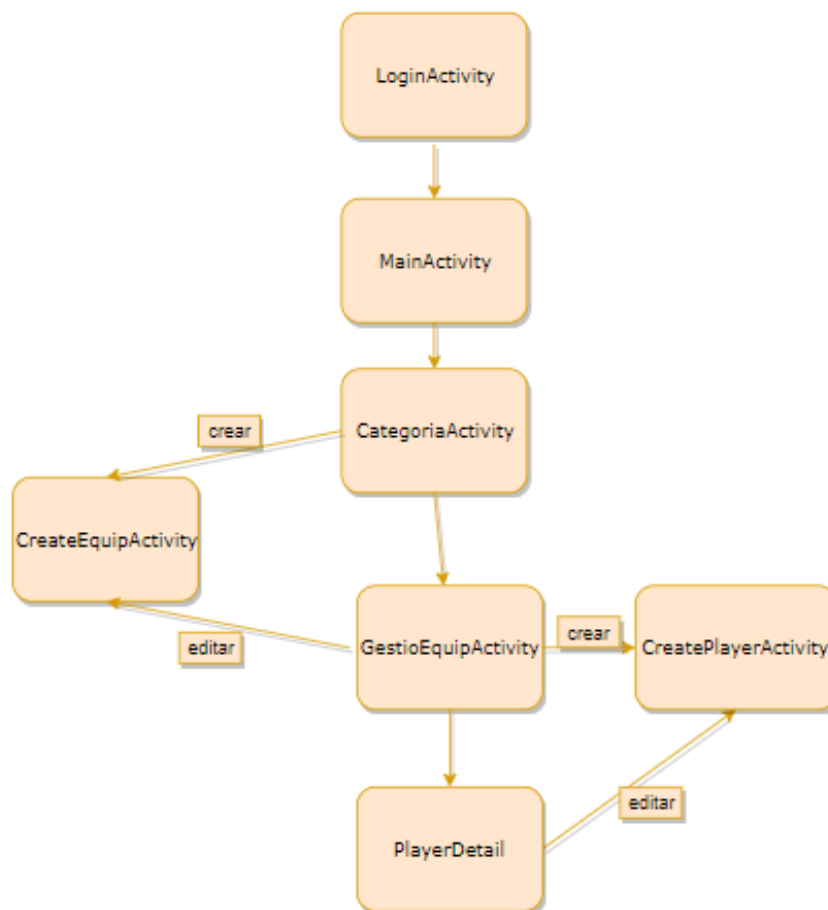 LoginActivity
MainActivity
CategoriaActivity
crear
CreateEquipActivity
editar
GestioEquipActivity
crear
CreatePlayerActivity
editar
PlayerDetail